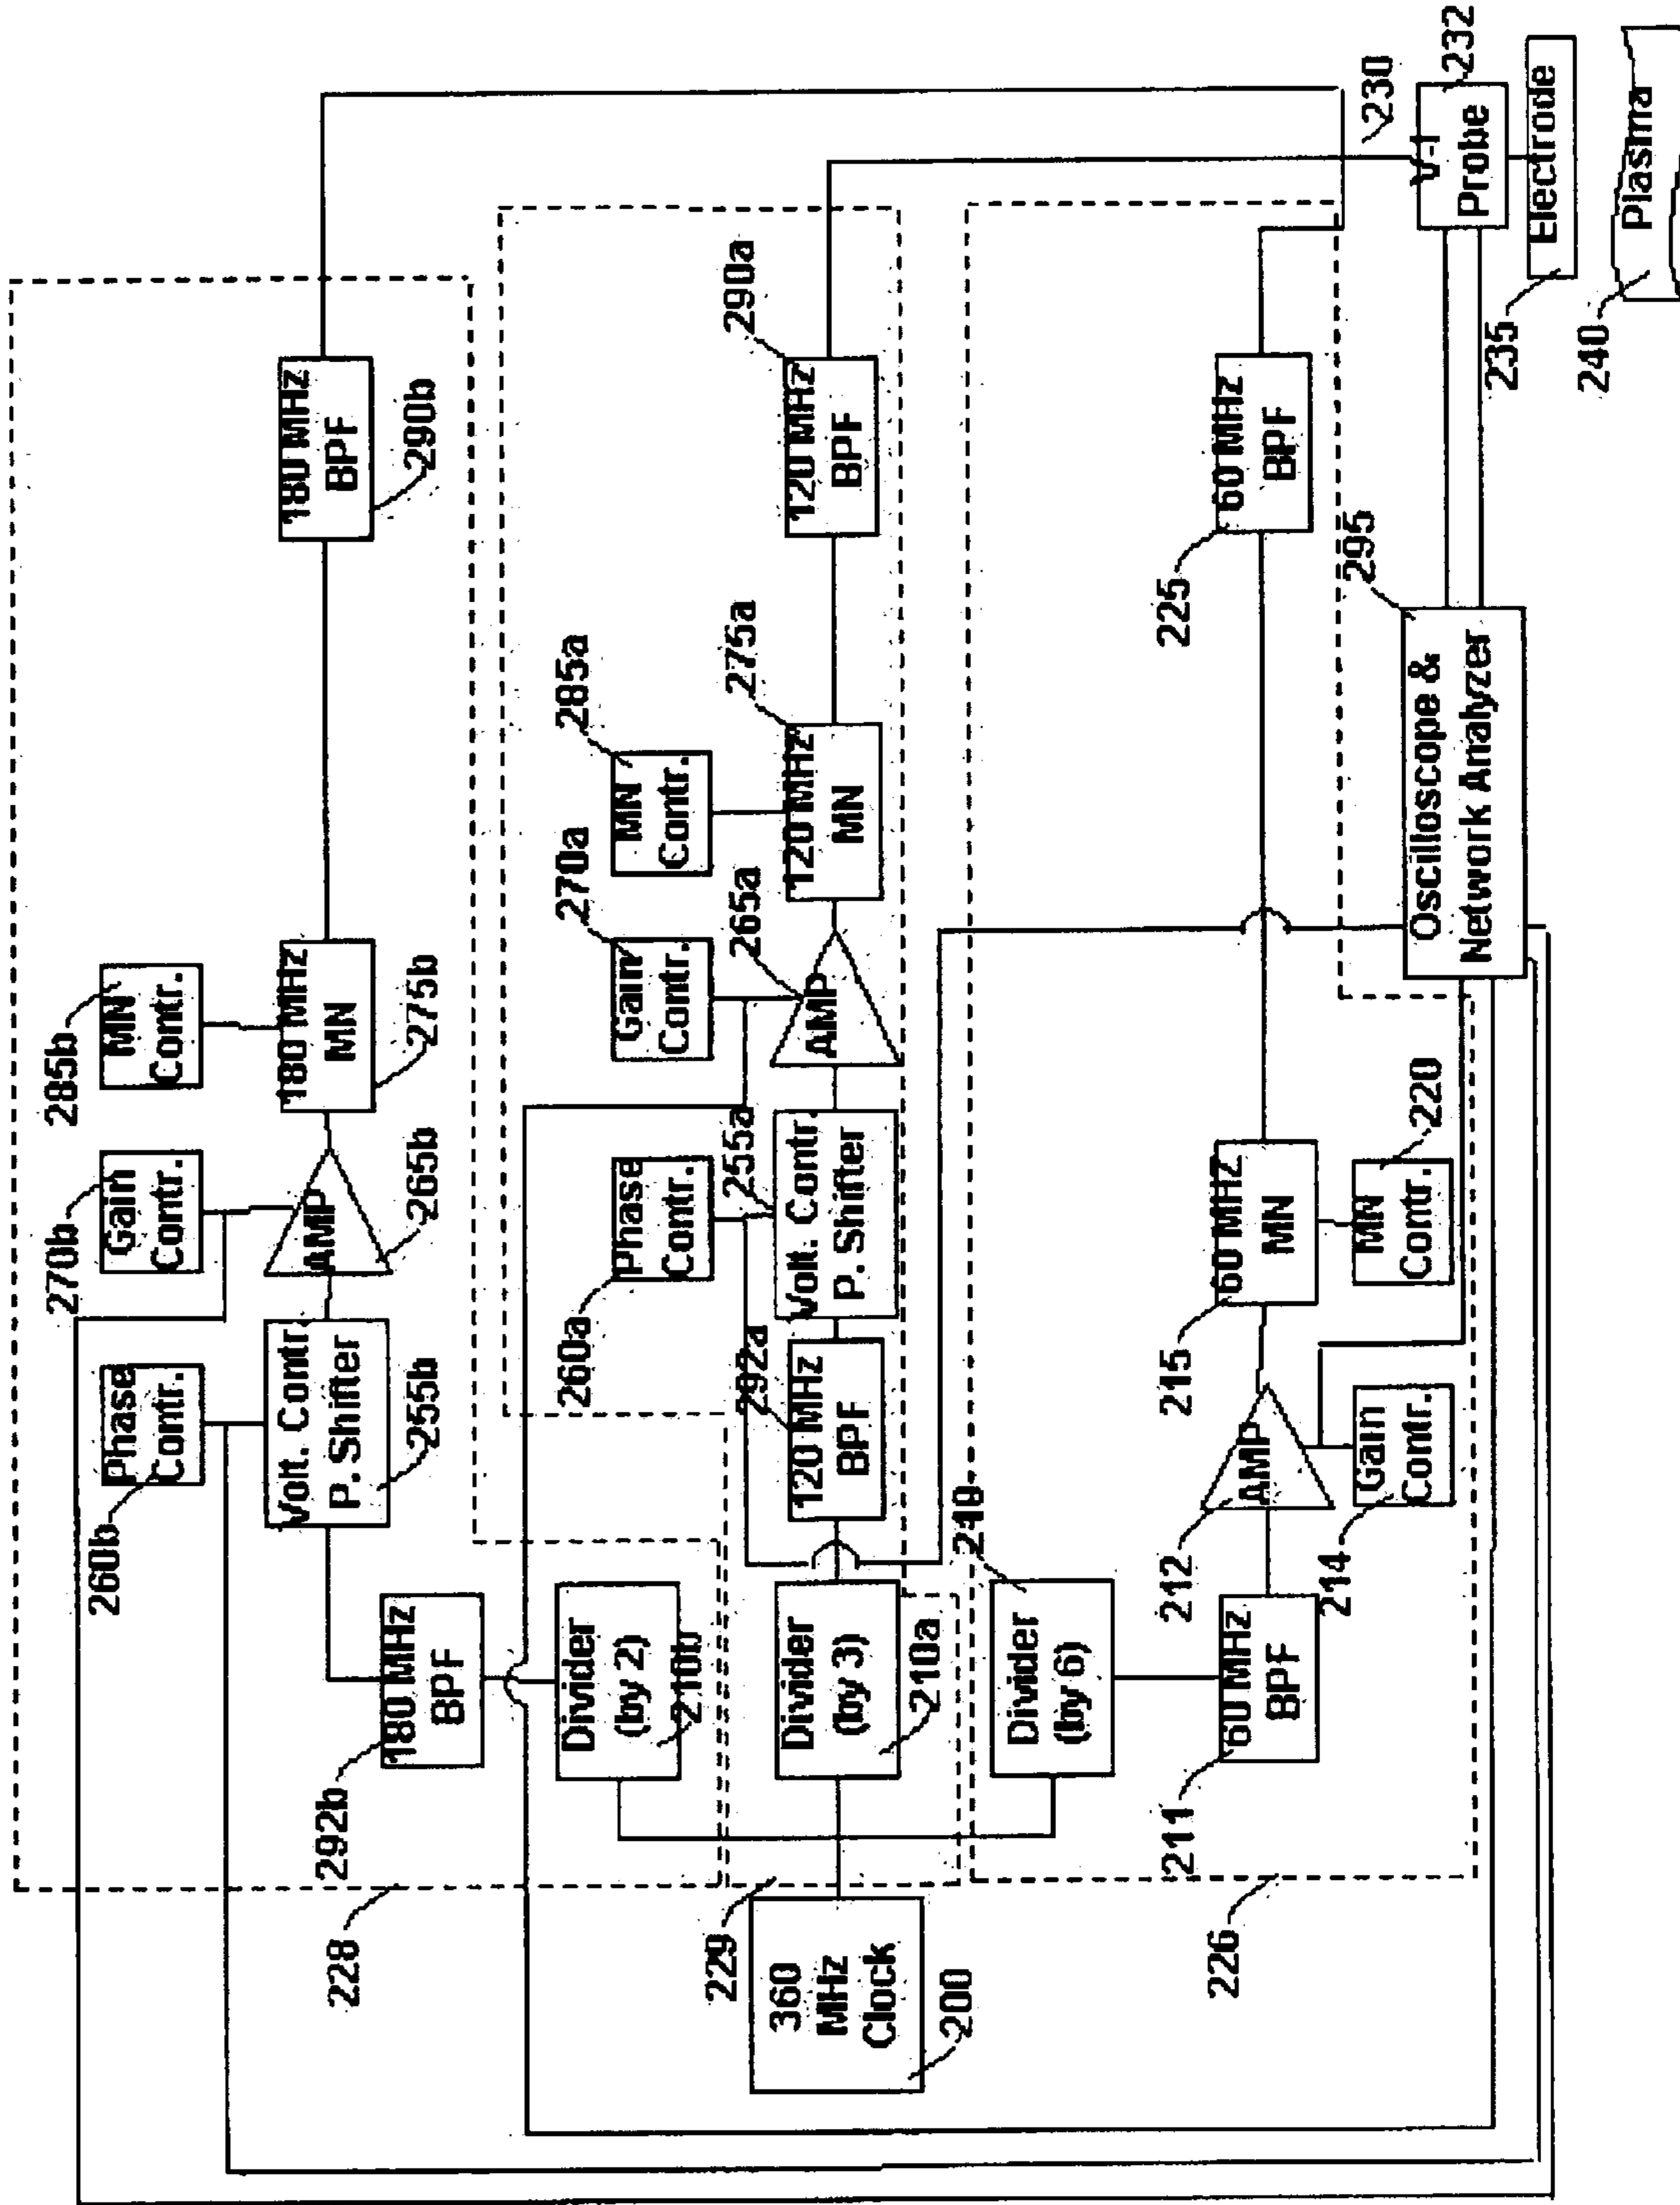 285b
MN
Contr.
270b
Gain
Contr.
260b
Phase
Contr.
180 MHz
BPF
290b
180 MHz
MN
275b
AMP
265b
Volt. Contr.
P. Shifter
255b
180 MHz
BPF
292b
Divider
(by 2)
210b
228
285a
MN
Contr.
270a
Gain
Contr.
260a
Phase
Contr.
120 MHz
BPF
290a
120 MHz
MN
275a
AMP
265a
Volt. Contr.
P. Shifter
255a
120 MHz
BPF
292a
Divider
(by 3)
210a
229
360
MHz
Clock
200
Divider
(by 6)
60 MHz
BPF
211
AMP
212
Gain
Contr.
214
60 MHZ
MN
215
MN
Contr.
220
60 MHz
BPF
225
226
Oscilloscope &
Network Analyzer
295
230
V-I
Probe
232
Electrode
235
Plasma
240